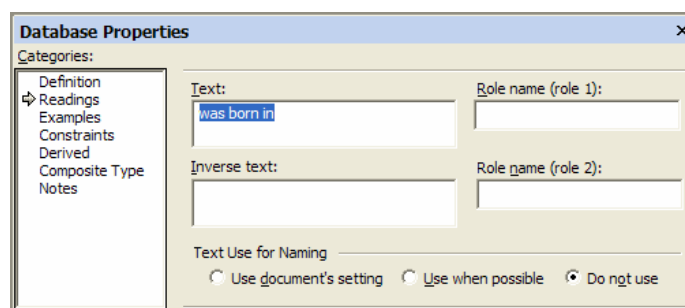 Database Properties
Categories:
Definition
Readings
Examples
Constraints
Derived
Composite Type
Notes
Text:
Role name (role 1):
was born in
Inverse text:
Role name (role 2):
Text Use for Naming
Use document's setting
Use when possible
Do not use